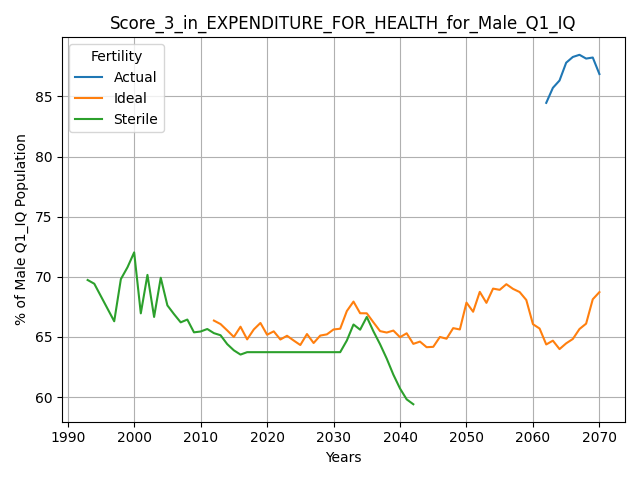 Score_3_in_EXPENDITURE_FOR_HEALTH_for_Male_Q1_IQ
Fertility
Actual
Ideal
Sterile
% of Male Q1_IQ Population
85
80
75
70
65
60
1990 2000 2010 2020 2030 2040 2050 2060 2070
Years